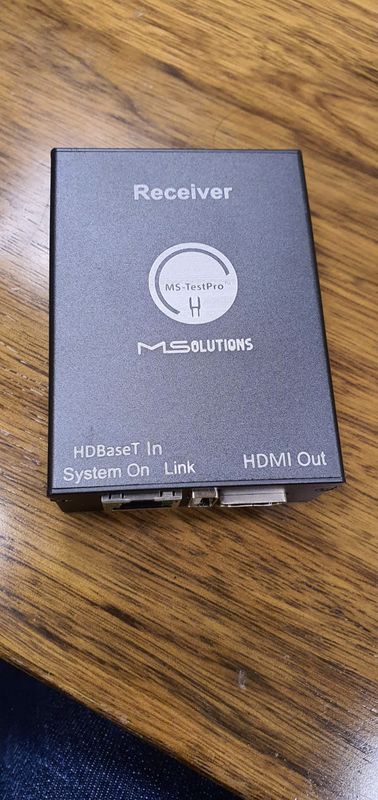 Receiver
MS-TestPro
MSOLUTIONS
HDBaseT In
System On Link
HDMI Out